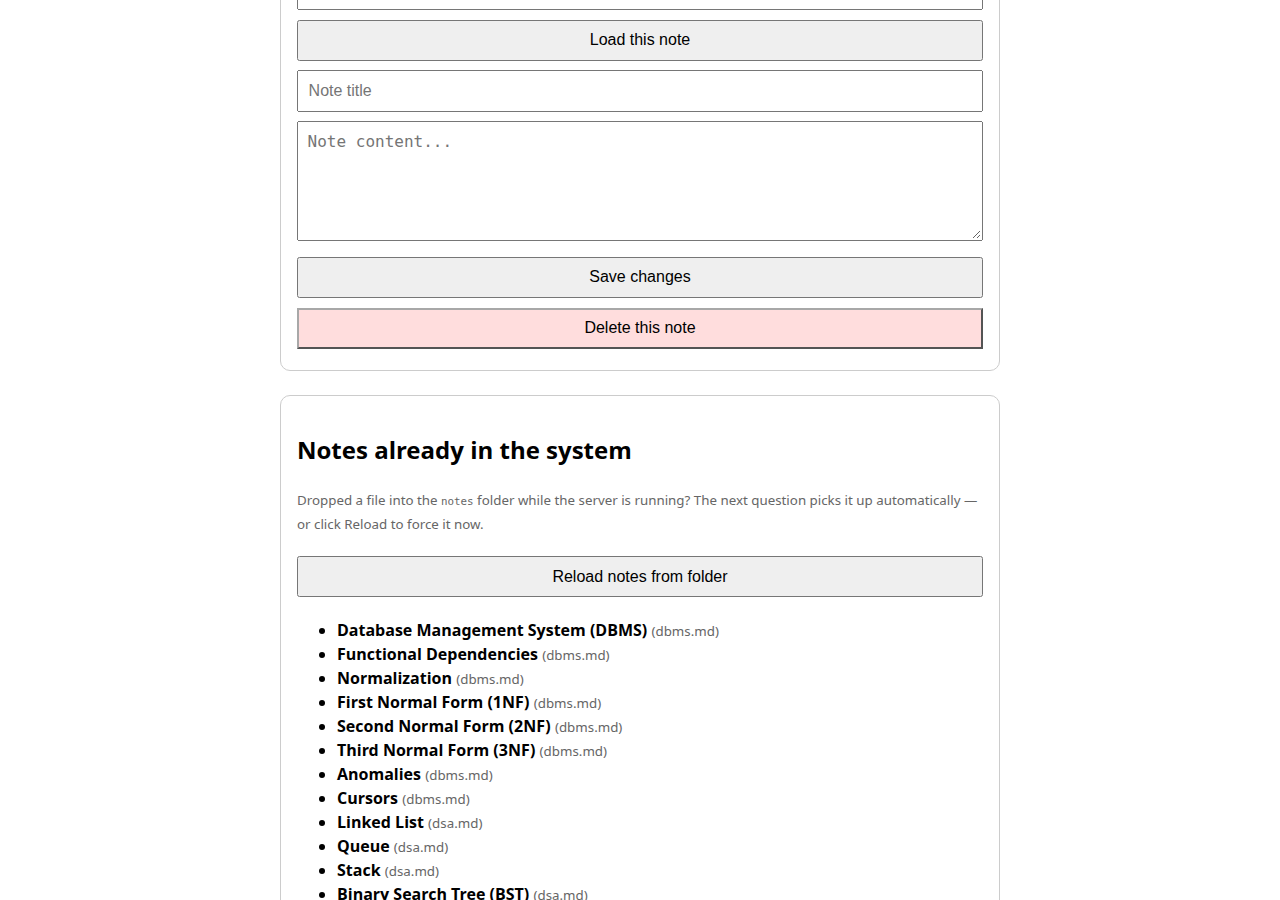 Load this note
Note title
Note content...
Save changes
Delete this note
Notes already in the system
Dropped a file into the notes folder while the server is running? The next question picks it up automatically —
or click Reload to force it now.
Reload notes from folder
Database Management System (DBMS) (dbms.md)
Functional Dependencies (dbms.md)
Normalization (dbms.md)
First Normal Form (1NF) (dbms.md)
Second Normal Form (2NF) (dbms.md)
Third Normal Form (3NF) (dbms.md)
Anomalies (dbms.md)
Cursors (dbms.md)
Linked List (dsa.md)
Queue (dsa.md)
Stack (dsa.md)
Binary Search Tree (BST) (dsa.md)